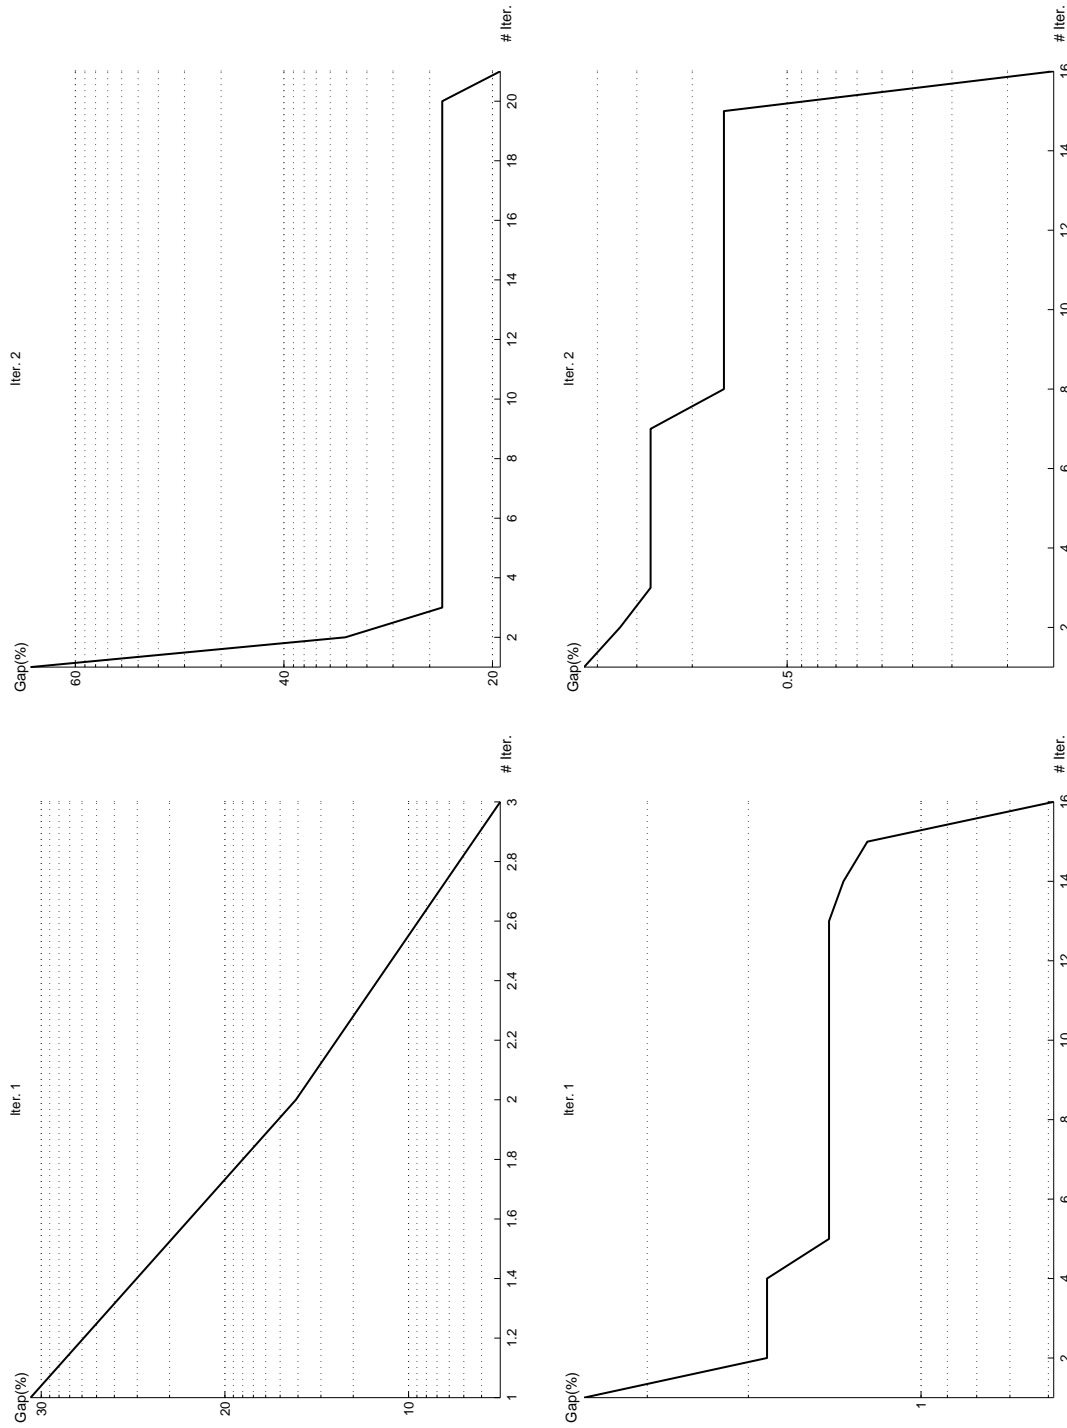 Iter. 1
Gap(%)
30
20
10
1 1.2 1.4 1.6 1.8 2 2.2 2.4 2.6 2.8 3
# Iter.
Iter. 2
Gap(%)
60
40
20
2 4 6 8 10 12 14 16 18 20
# Iter.
Iter. 1
Gap(%)
1
2 4 6 8 10 12 14 16
# Iter.
Iter. 2
Gap(%)
0.5
2 4 6 8 10 12 14 16
# Iter.